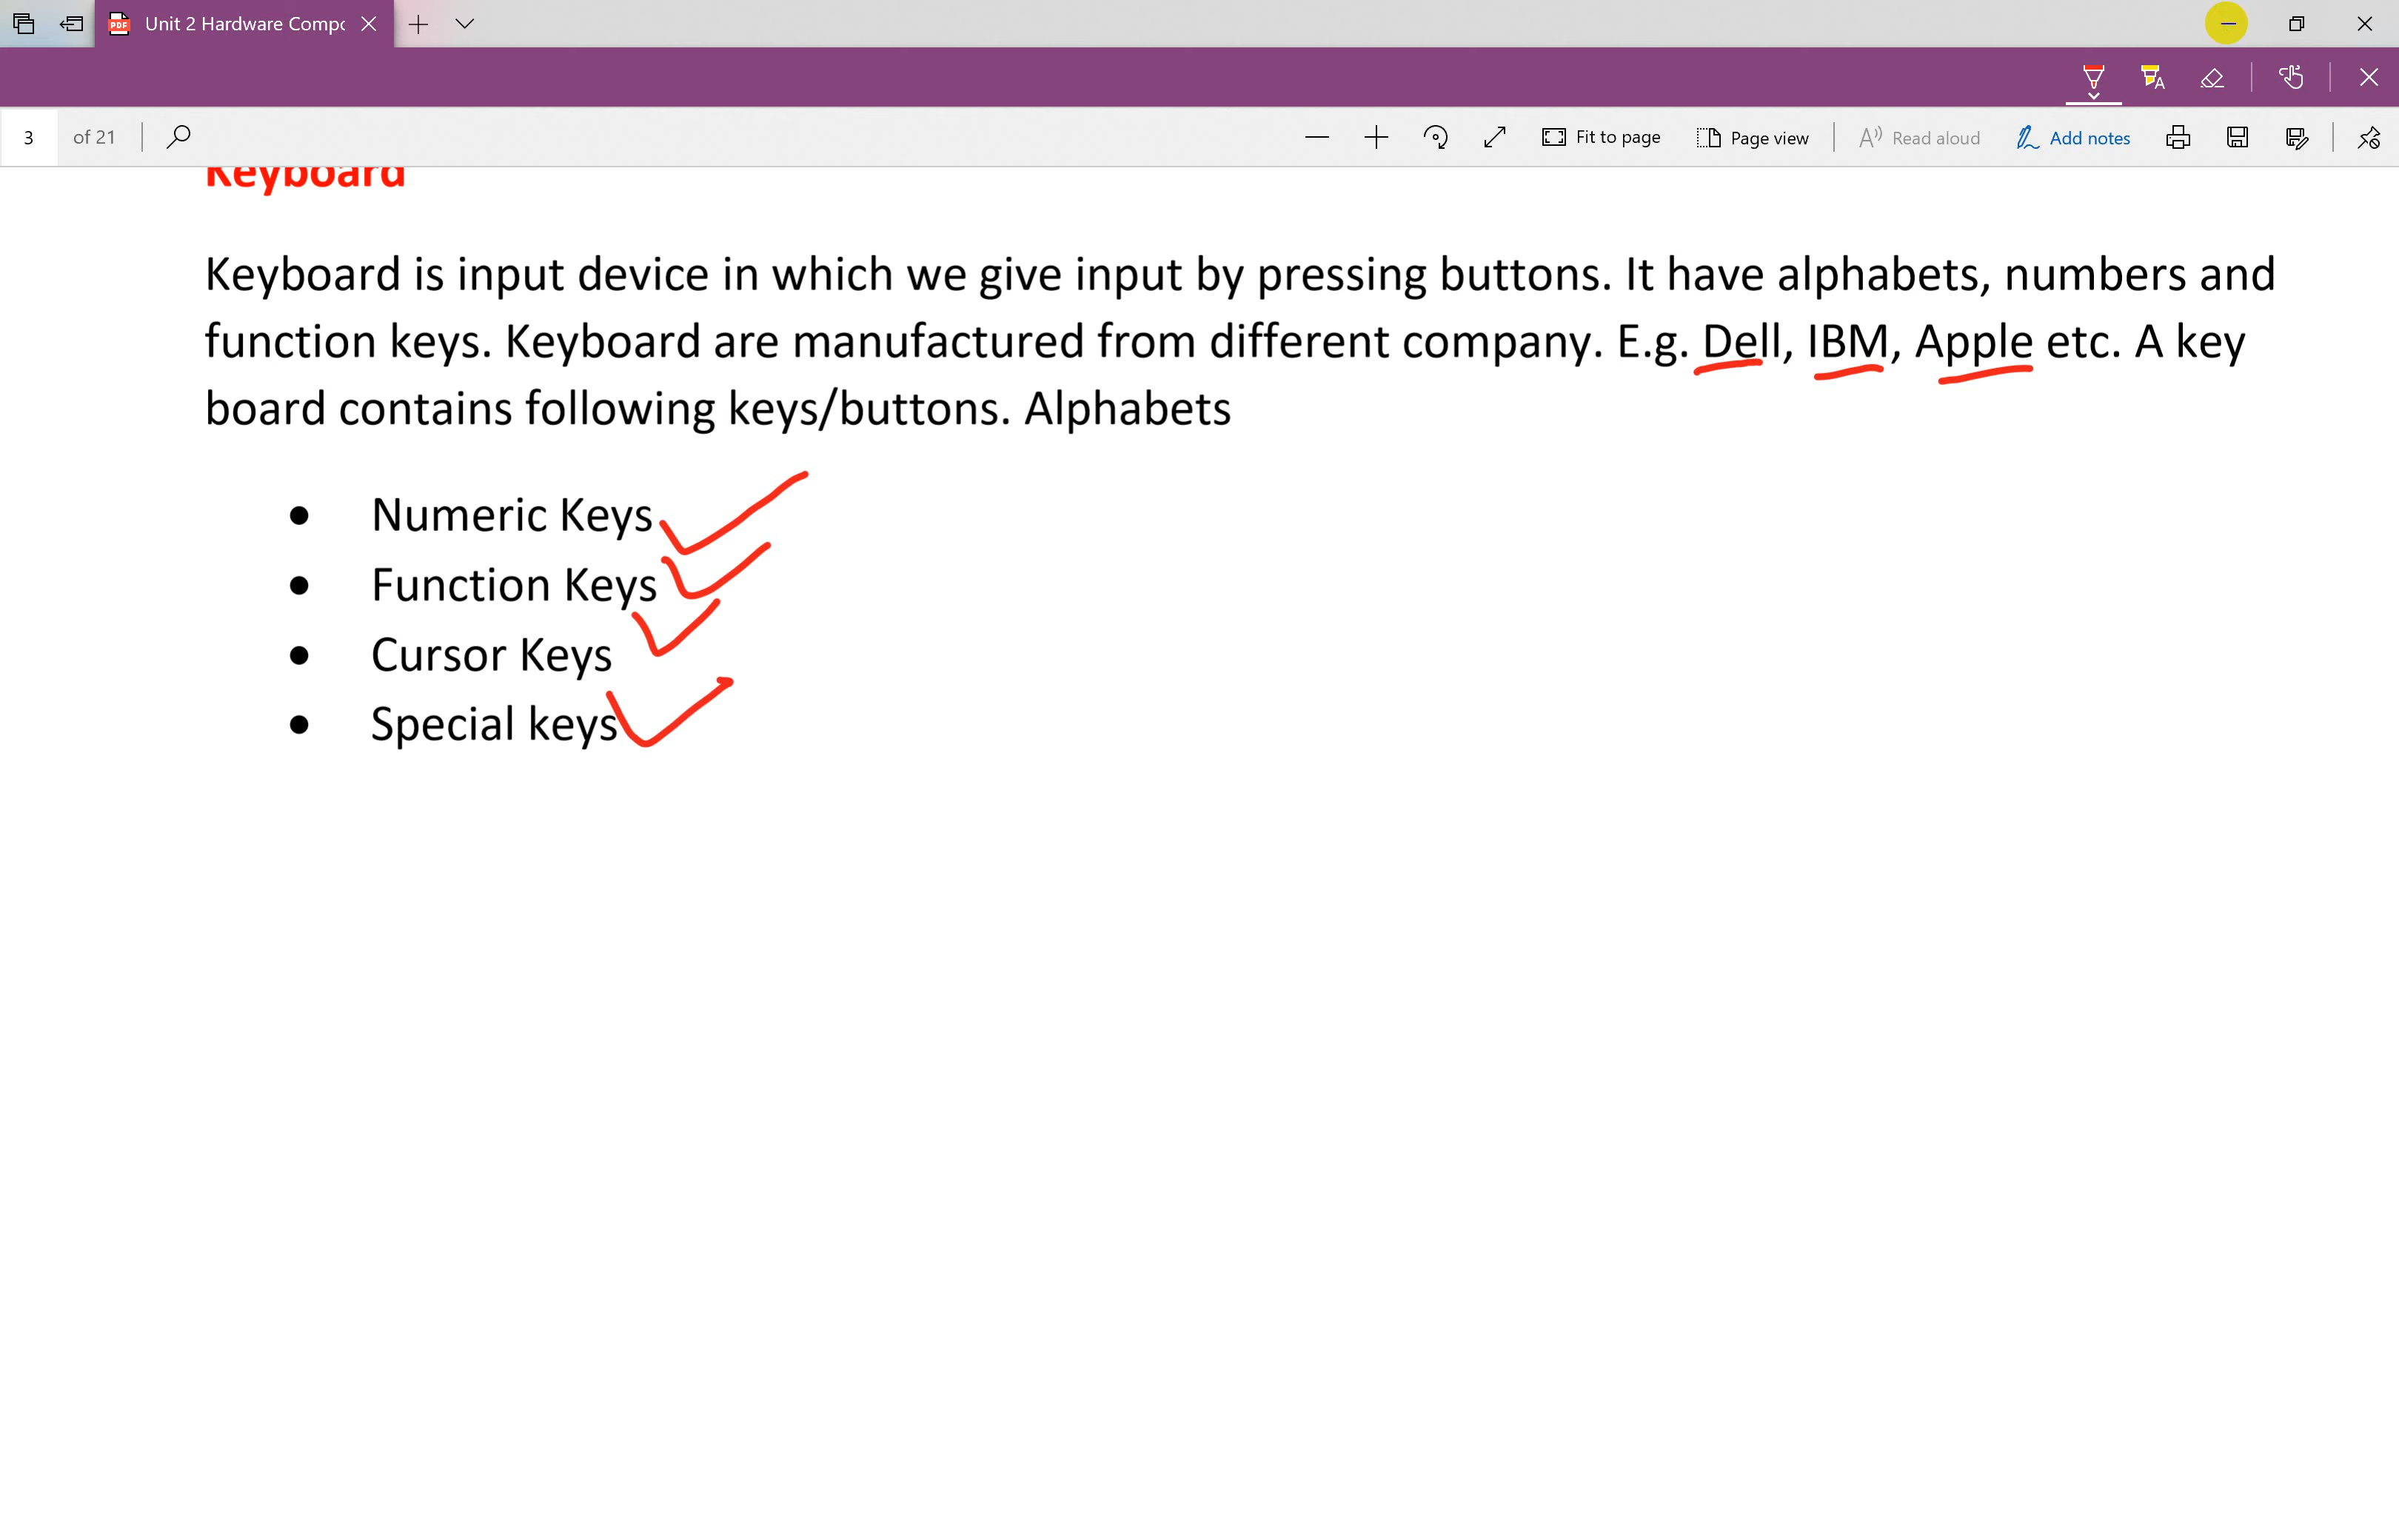 Unit 2 Hardware Comp
3 of 21
Fit to page
Page view
Read aloud
Add notes
Keyboard
Keyboard is input device in which we give input by pressing buttons. It have alphabets, numbers and
function keys. Keyboard are manufactured from different company. E.g. Dell, IBM, Apple etc. A key
board contains following keys/buttons. Alphabets
• Numeric Keys
• Function Keys
• Cursor Keys
• Special keys